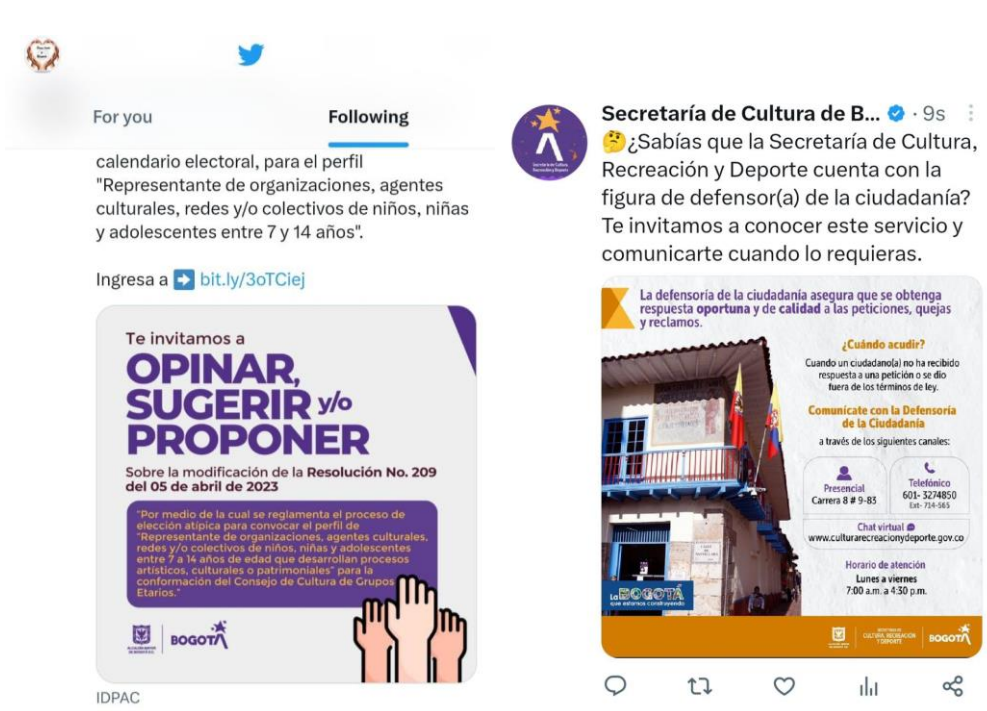 For you
Following
calendario electoral, para el perfil
"Representante de organizaciones, agentes
culturales, redes y/o colectivos de niños, niñas
y adolescentes entre 7 y 14 años".
Ingresa a ➡ bit.ly/3oTCiej
Te invitamos a
OPINAR,
SUGERIR y/o
PROPONER
Sobre la modificación de la Resolución No. 209
del 05 de abril de 2023
"Por medio de la cual se reglamenta el proceso de
elección atípica para convocar el perfil de
"Representante de organizaciones, agentes culturales,
redes y/o colectivos de niños, niñas y adolescentes
entre 7 a 14 años de edad que desarrollan procesos
artísticos, culturales o patrimoniales" para la
conformación del Consejo de Cultura de Grupos
Etarios."
ALCALDÍA MAYOR
DE BOGOTÁ D.C.
BOGOTÁ
IDPAC
Secretaría de Cultura de B... · 9s
🤔¿Sabías que la Secretaría de Cultura,
Recreación y Deporte cuenta con la
figura de defensor(a) de la ciudadanía?
Te invitamos a conocer este servicio y
comunicarte cuando lo requieras.
La defensoría de la ciudadanía asegura que se obtenga
respuesta oportuna y de calidad a las peticiones, quejas
y reclamos.
¿Cuándo acudir?
Cuando un ciudadano(a) no ha recibido
respuesta a una petición o se dio
fuera de los términos de ley.
Comunícate con la Defensoría
de la Ciudadanía
a través de los siguientes canales:
Presencial
Carrera 8 # 9-83
Telefónico
601- 3274850
Ext- 714-565
Chat virtual
www.culturarecreacionydeporte.gov.co
Horario de atención
Lunes a viernes
7:00 a.m. a 4:30 p.m.
La BOGOTÁ
que estamos construyendo
SECRETARÍA DE
CULTURA, RECREACIÓN
Y DEPORTE
BOGOTÁ